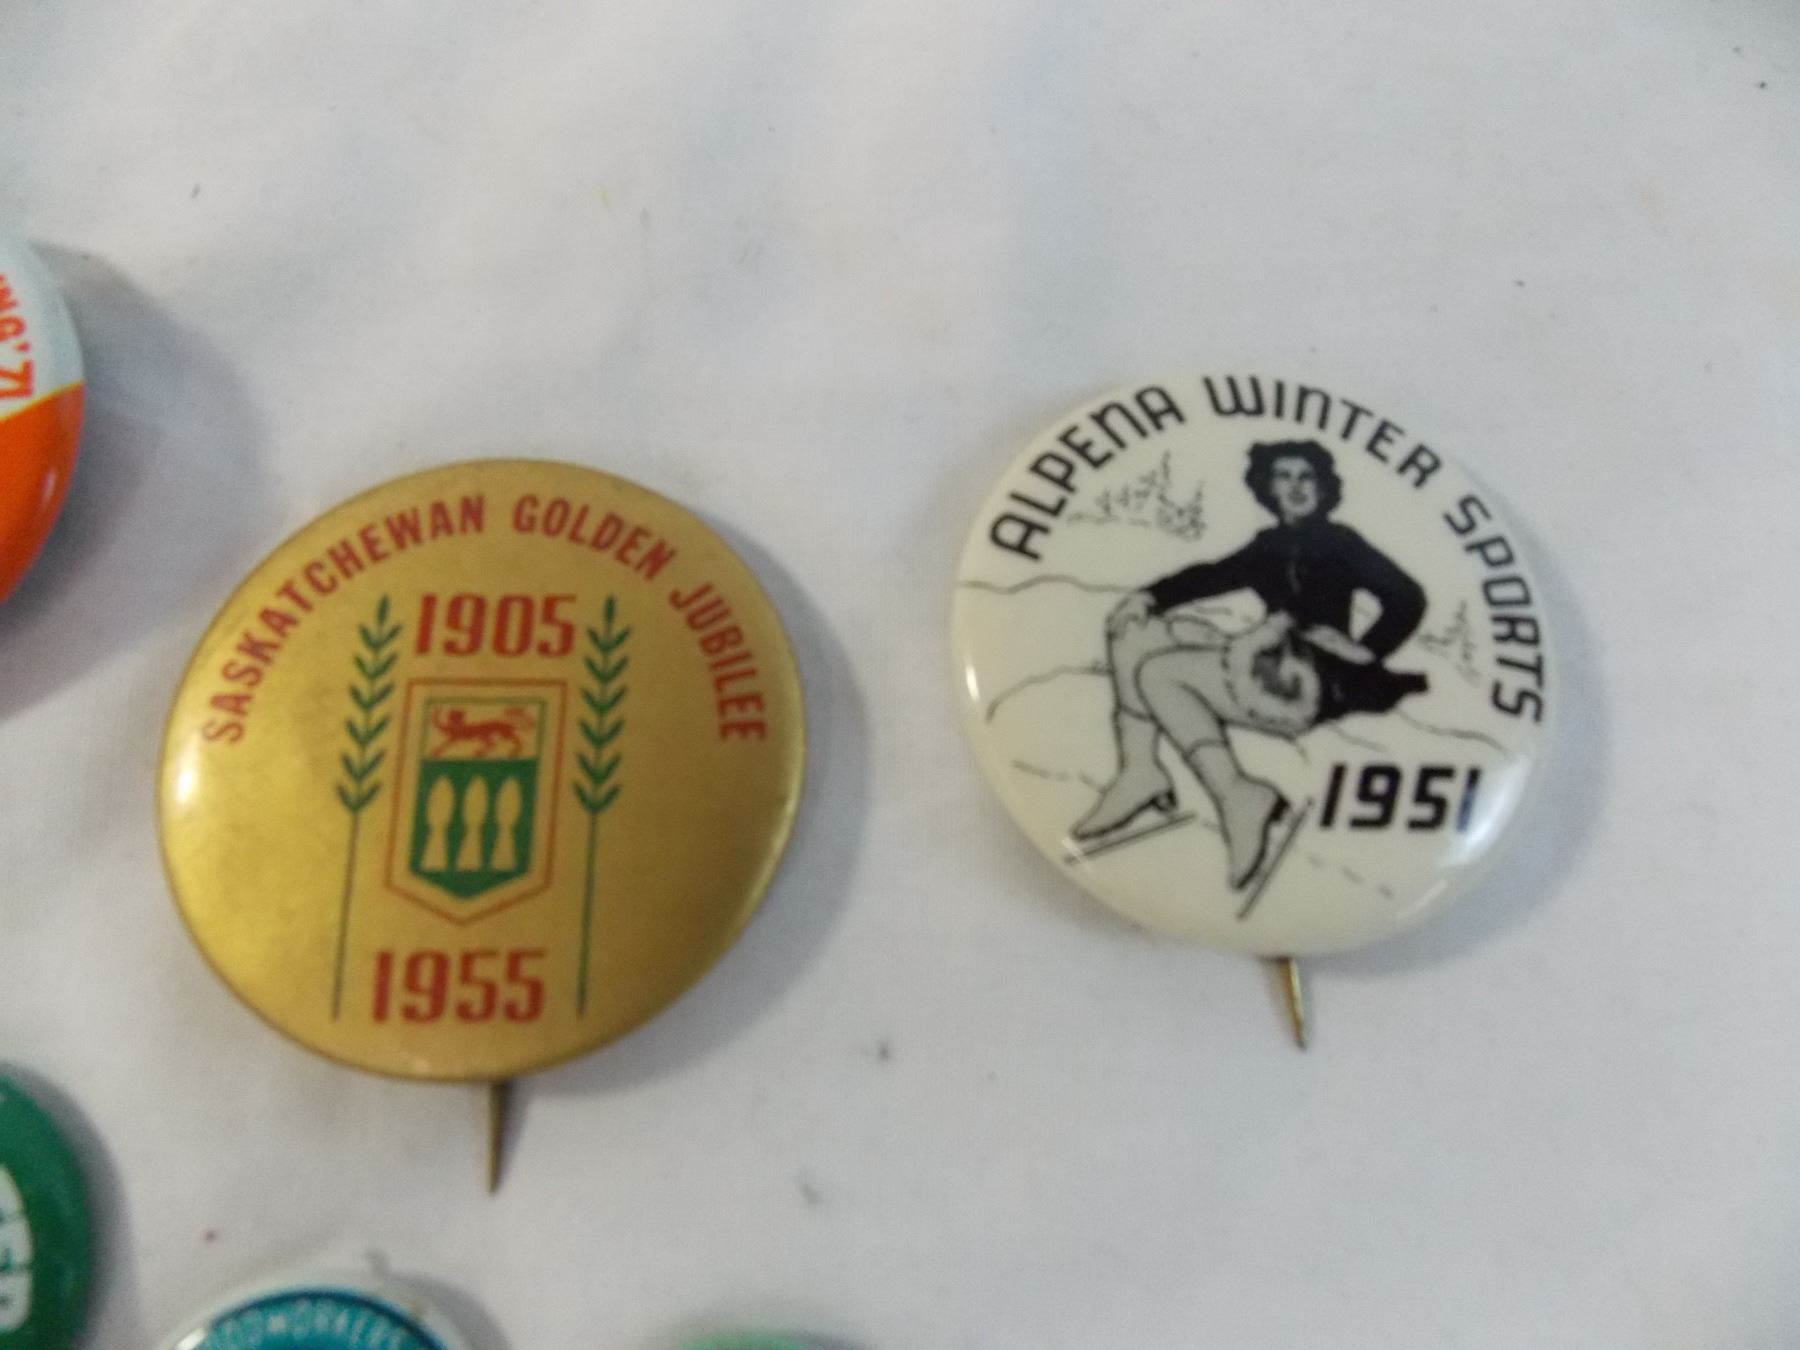 SASKATCHEWAN GOLDEN JUBILEE
1905
1955
ALPENA WINTER SPORTS
1951